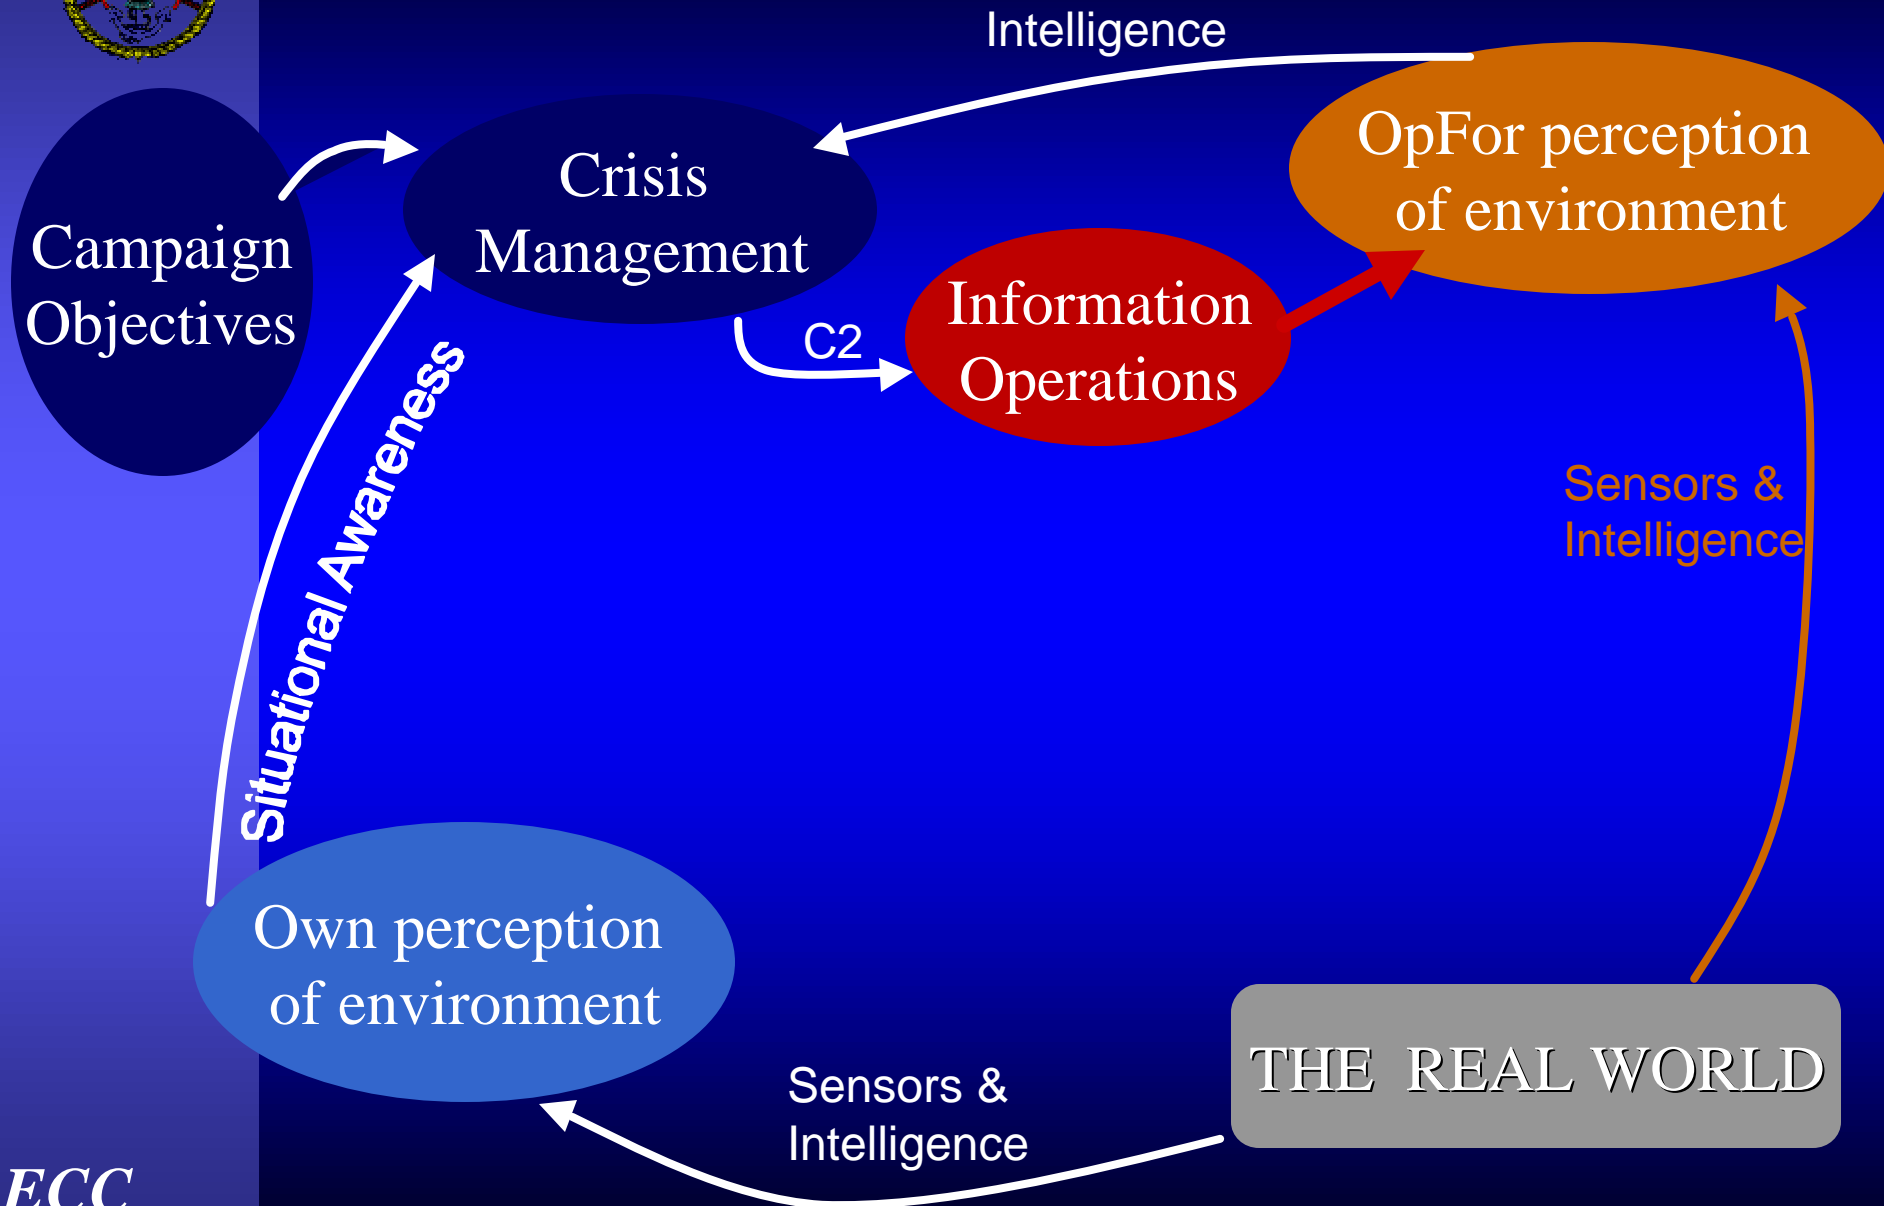 Intelligence
OpFor perception
of environment
Crisis
Management
Campaign
Objectives
C2
Information
Operations
Situational Awareness
Sensors &
Intelligence
Own perception
of environment
THE REAL WORLD
Sensors &
Intelligence
ECC